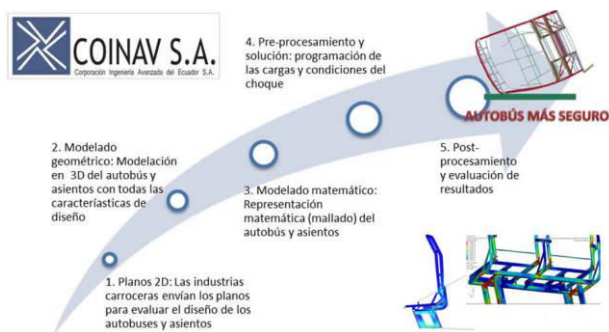 COINAV S.A.
Corporación Ingeniería Avanzada del Ecuador S.A.
4. Pre-procesamiento y
solución: programación de
las cargas y condiciones del
choque
AUTOBÚS MÁS SEGURO
2. Modelado
geométrico: Modelación
en 3D del autobús y
asientos con todas las
caracteríasticas de
diseño
5. Post-
procesamiento
y evaluación de
resultados
3. Modelado matemático:
Representación
matemática (mallado) del
autobús y asientos
1. Planos 2D: Las industrias
carroceras envían los planos
para evaluar el diseño de los
autobuses y asientos